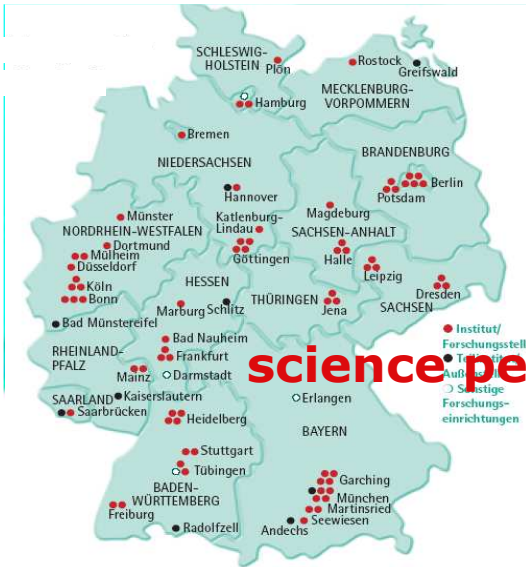 SCHLESWIG-
HOLSTEIN
Plön
Rostock
Greifswald
MECKLENBURG-
VORPOMMERN
Hamburg
Bremen
NIEDERSACHSEN
BRANDENBURG
Berlin
Potsdam
Hannover
Münster
NORDRHEIN-WESTFALEN
Katlenburg-
Lindau
Magdeburg
SACHSEN-ANHALT
Dortmund
Mülheim
Düsseldorf
Göttingen
Halle
Leipzig
Köln
Bonn
HESSEN
Marburg
Schlitz
THÜRINGEN
Jena
Dresden
SACHSEN
Bad Münstereifel
Bad Nauheim
Frankfurt
RHEINLAND-
PFALZ
Mainz
Darmstadt
science pe
Institut/
Forschungsstell
Sonstige
Forschungs-
einrichtungen
SAARLAND
Kaiserslautern
Saarbrücken
Erlangen
Heidelberg
BAYERN
Stuttgart
Tübingen
BADEN-
WÜRTTEMBERG
Freiburg
Radolfzell
Garching
München
Martinsried
Seewiesen
Andechs